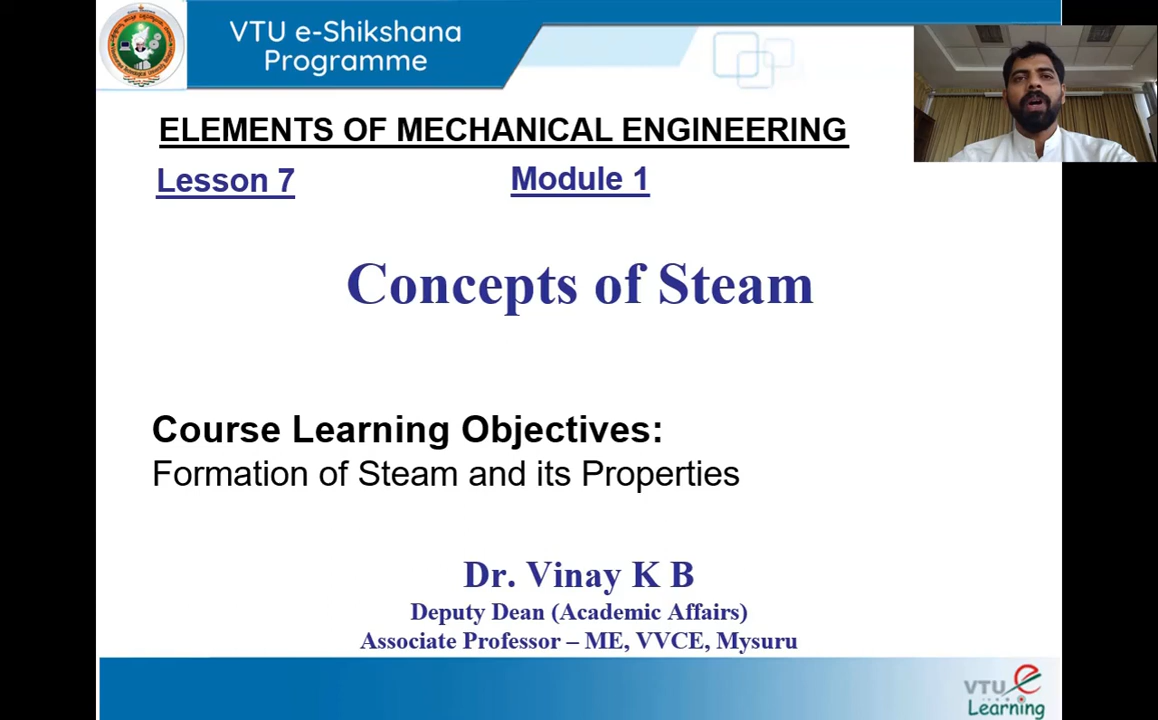 VTU e-Shikshana
Programme
ELEMENTS OF MECHANICAL ENGINEERING
Lesson 7
Module 1
Concepts of Steam
Course Learning Objectives:
Formation of Steam and its Properties
Dr. Vinay K B
Deputy Dean (Academic Affairs)
Associate Professor – ME, VVCE, Mysuru
VTU e
Learning